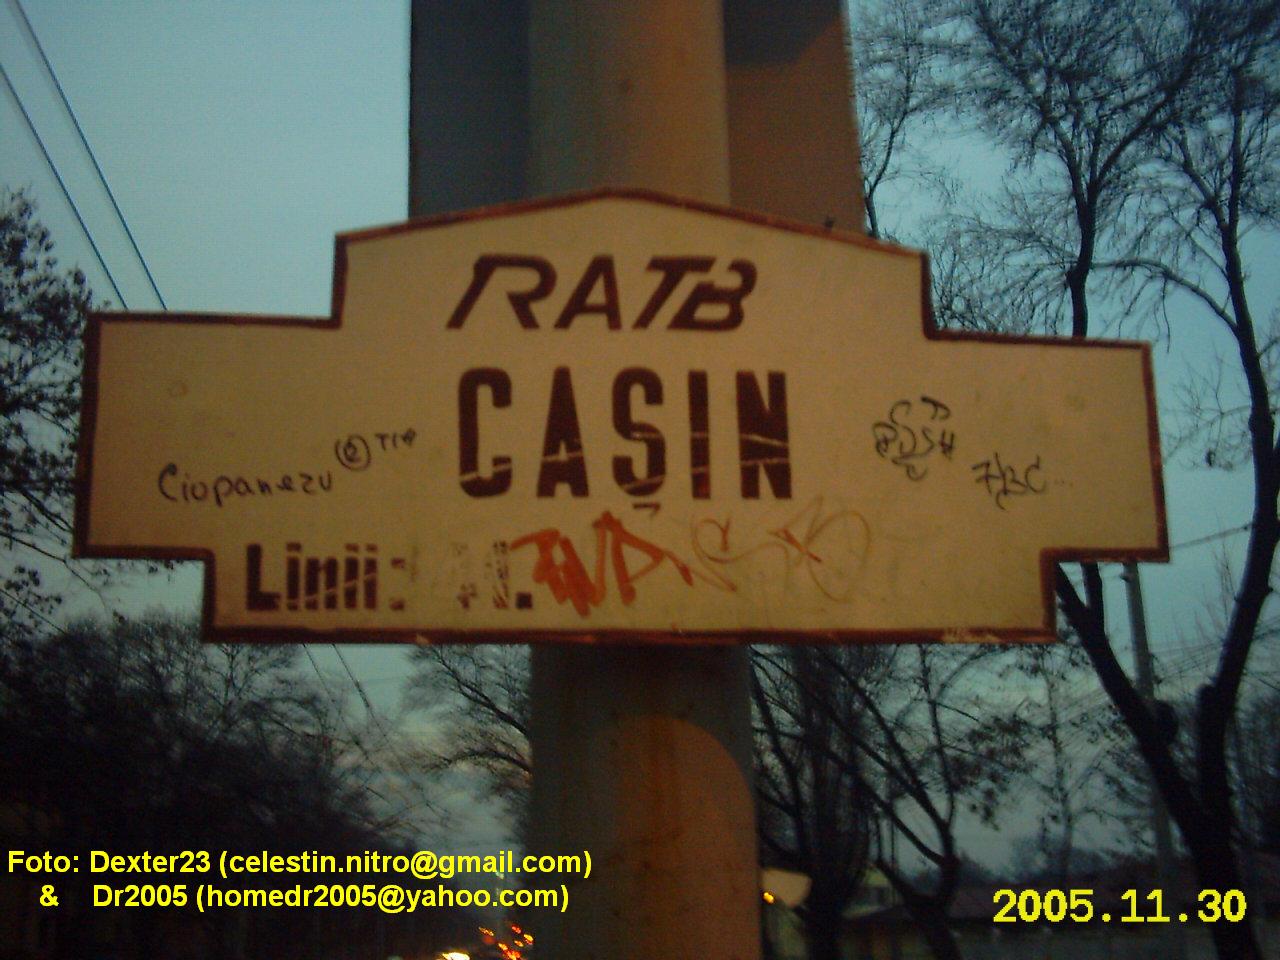 RATB
CAȘIN
Ciopanezu
Linii:
Foto: Dexter23 (celestin.nitro@gmail.com)
& Dr2005 (homedr2005@yahoo.com)
2005.11.30